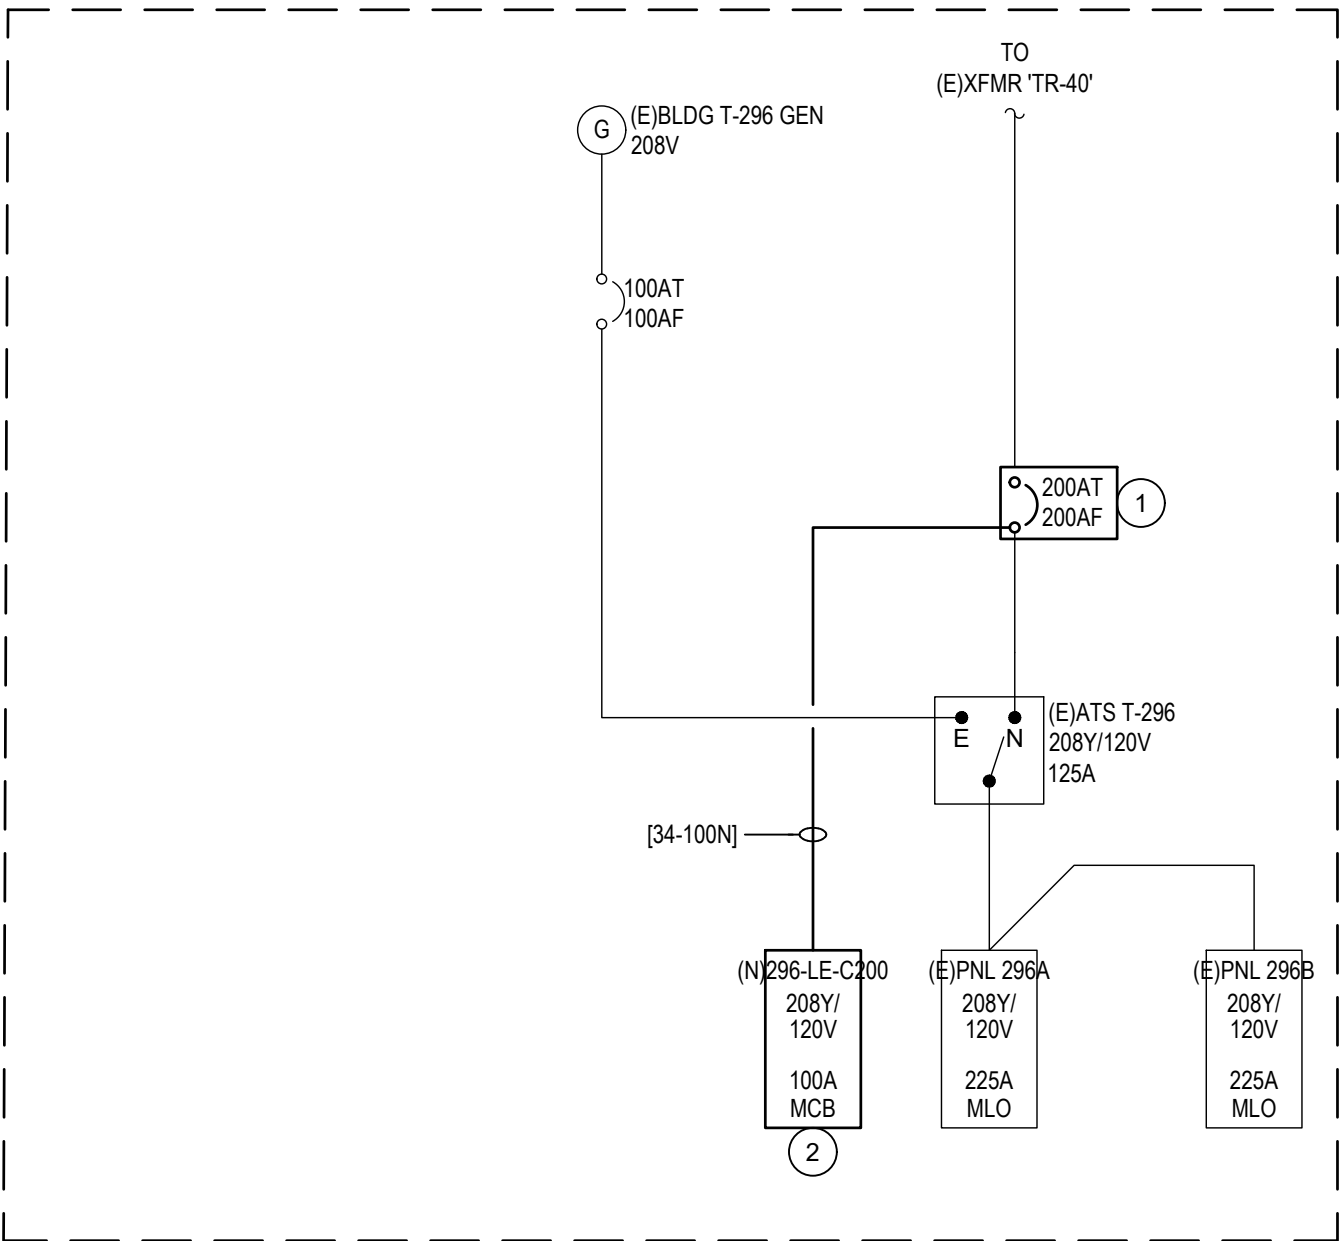 TO
(E)XFMR 'TR-40'
G
(E)BLDG T-296 GEN
208V
100AT
100AF
200AT
200AF
1
(E)ATS T-296
208Y/120V
125A
E
N
[34-100N]
(N)296-LE-C200
208Y/
120V
100A
MCB
2
(E)PNL 296A
208Y/
120V
225A
MLO
(E)PNL 296B
208Y/
120V
225A
MLO